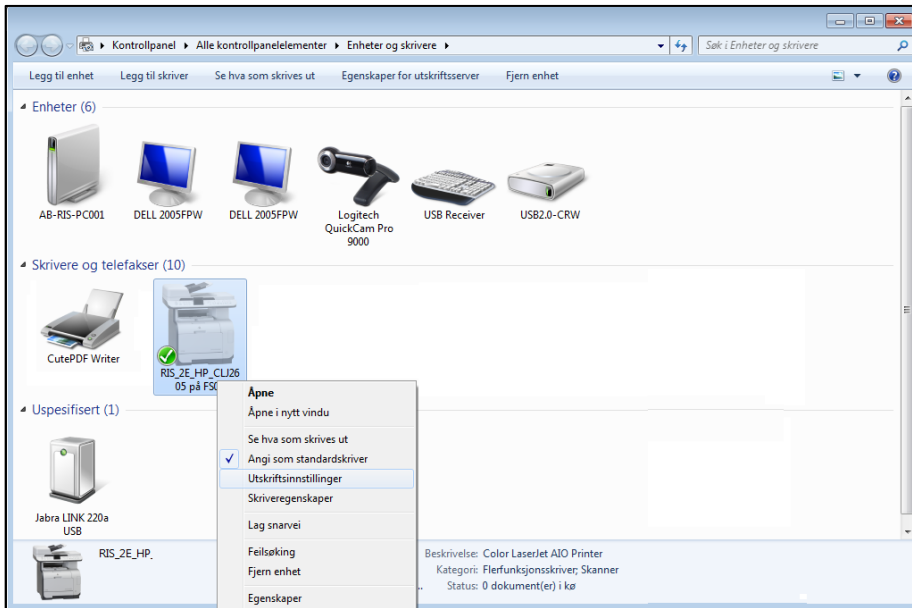 Kontrollpanel ▸ Alle kontrollpanelelementer ▸ Enheter og skrivere ▸
Søk i Enheter og skrivere
Legg til enhet Legg til skriver Se hva som skrives ut Egenskaper for utskriftsserver Fjern enhet
Enheter (6)
AB-RIS-PC001 DELL 2005FPW DELL 2005FPW Logitech USB Receiver USB2.0-CRW
QuickCam Pro
9000
Skrivere og telefakser (10)
CutePDF Writer
RIS_2E_HP_CLJ26
05 på
Åpne
Åpne i nytt vindu
Se hva som skrives ut
Angi som standardskriver
Utskriftsinnstillinger
Skriveregenskaper
Lag snarvei
Feilsøking
Fjern enhet
Egenskaper
Uspesifisert (1)
Jabra LINK 220a
USB
RIS_2E_HP_
Beskrivelse: Color LaserJet AIO Printer
Kategori: Flerfunksjonsskriver; Skanner
Status: 0 dokument(er) i kø